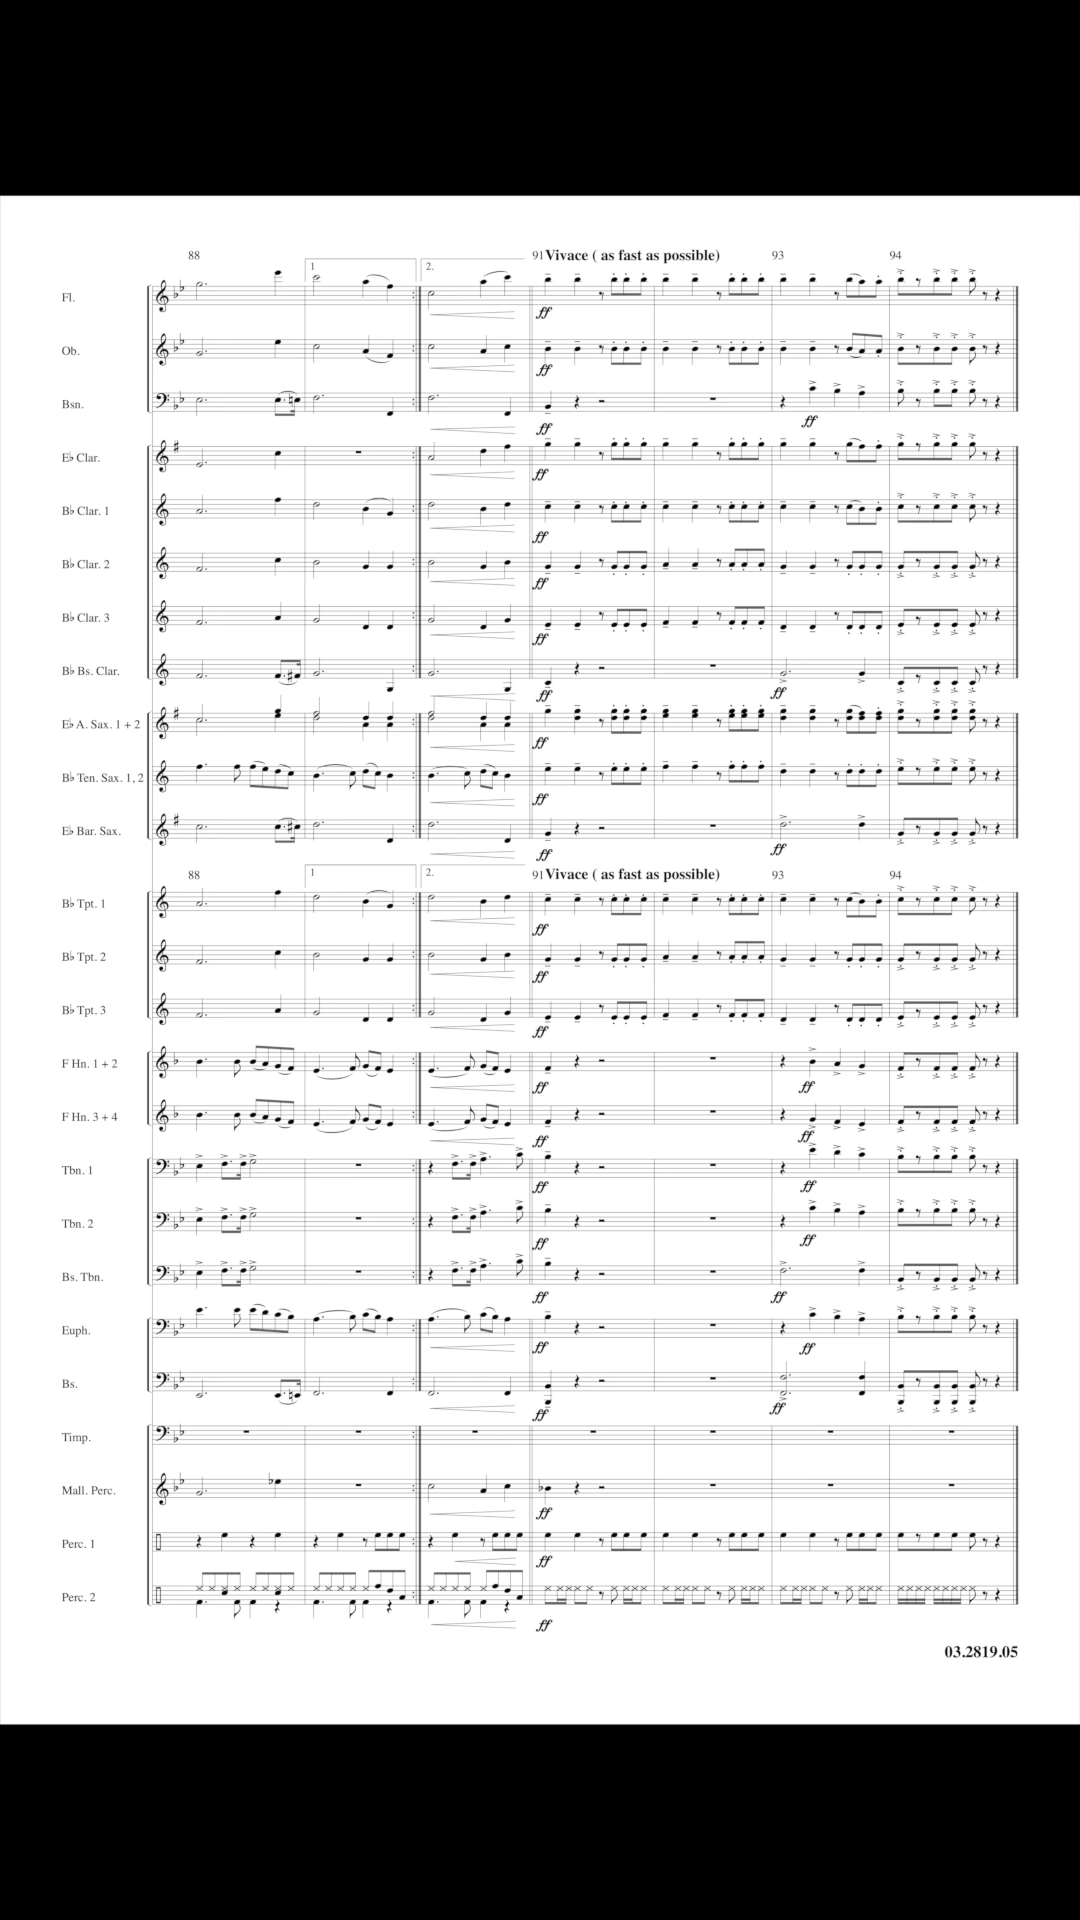 88
1
2.
91 Vivace ( as fast as possible)
93
94
Fl.
ff
Ob.
ff
Bsn.
ff
ff
E♭ Clar.
ff
B♭ Clar. 1
ff
B♭ Clar. 2
ff
B♭ Clar. 3
ff
B♭ Bs. Clar.
ff
ff
E♭ A. Sax. 1 + 2
ff
B♭ Ten. Sax. 1, 2
ff
E♭ Bar. Sax.
ff
ff
88
1
2.
91 Vivace ( as fast as possible)
93
94
B♭ Tpt. 1
ff
B♭ Tpt. 2
ff
B♭ Tpt. 3
ff
F Hn. 1 + 2
ff
ff
F Hn. 3 + 4
ff
ff
Tbn. 1
ff
ff
Tbn. 2
ff
ff
Bs. Tbn.
ff
ff
Euph.
ff
ff
Bs.
ff
ff
Timp.
Mall. Perc.
ff
Perc. 1
ff
Perc. 2
ff
03.2819.05